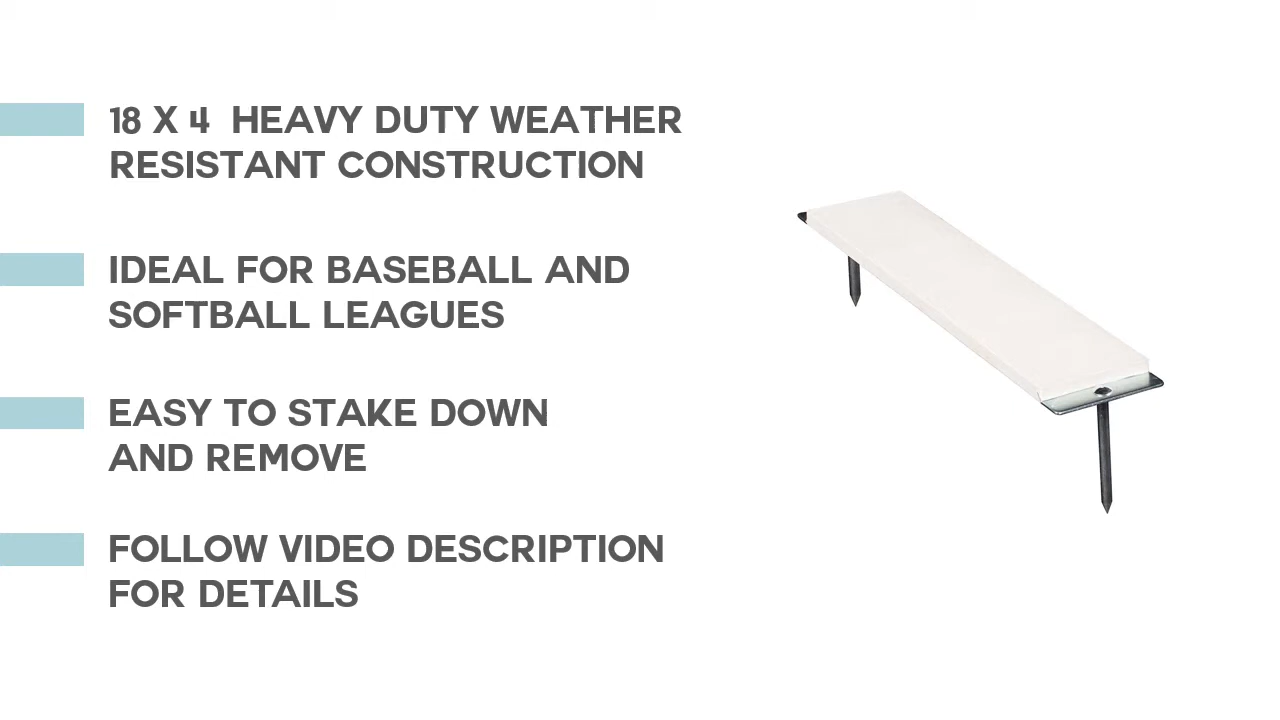 18 X 4 HEAVY DUTY WEATHER
RESISTANT CONSTRUCTION
IDEAL FOR BASEBALL AND
SOFTBALL LEAGUES
EASY TO STAKE DOWN
AND REMOVE
FOLLOW VIDEO DESCRIPTION
FOR DETAILS